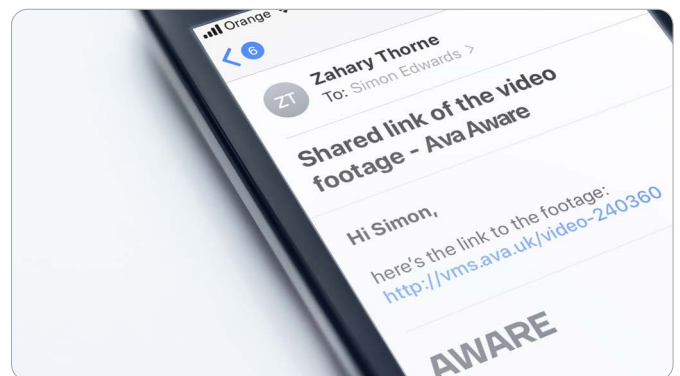 Orange
6
ZT
Zahary Thorne
To: Simon Edwards >
Shared link of the video
footage - Ava Aware
Hi Simon,
here's the link to the footage:
http://vms.ava.uk/video-240360
AWARE